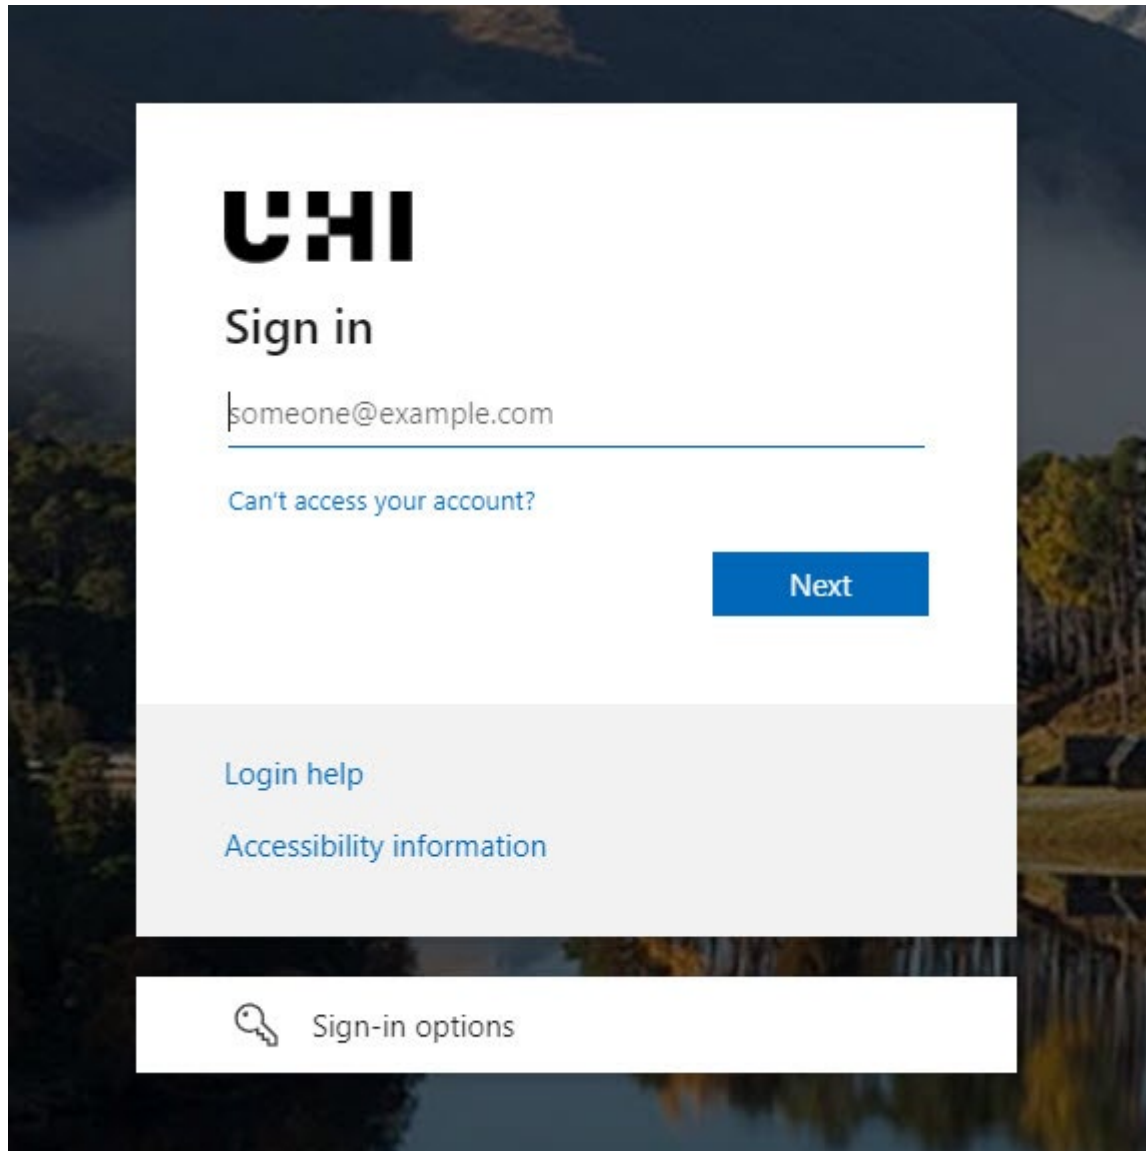 UHI
Sign in
someone@example.com
Can't access your account?
Next
Login help
Accessibility information
Sign-in options